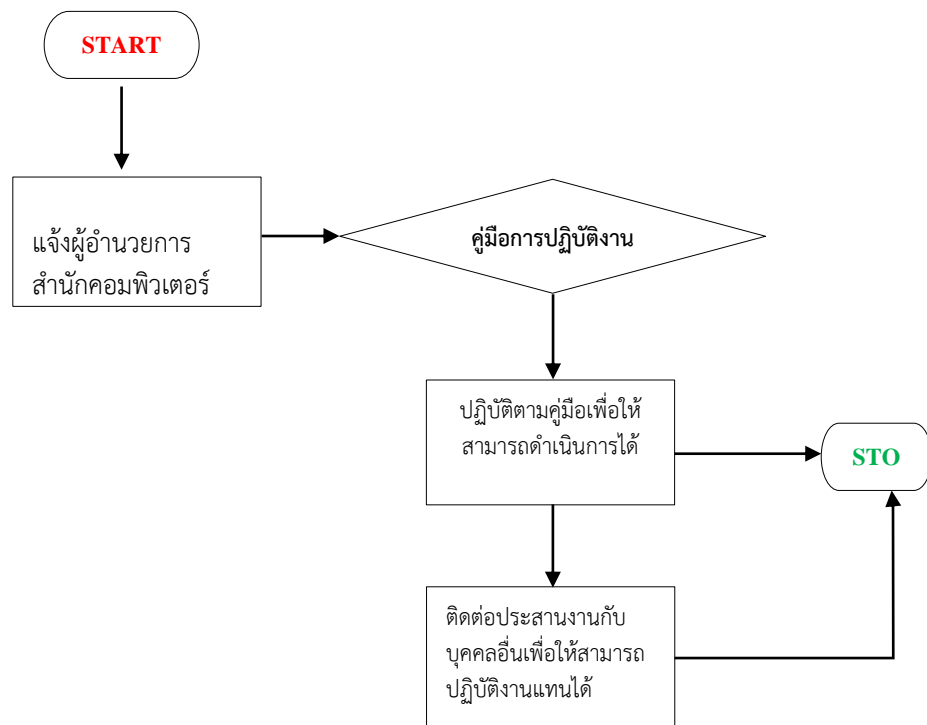 START
แจ้งผู้อำนวยการ
สำนักคอมพิวเตอร์
คู่มือการปฏิบัติงาน
ปฏิบัติตามคู่มือเพื่อให้
สามารถดำเนินการได้
STO
ติดต่อประสานงานกับ
บุคคลอื่นเพื่อให้สามารถ
ปฏิบัติงานแทนได้